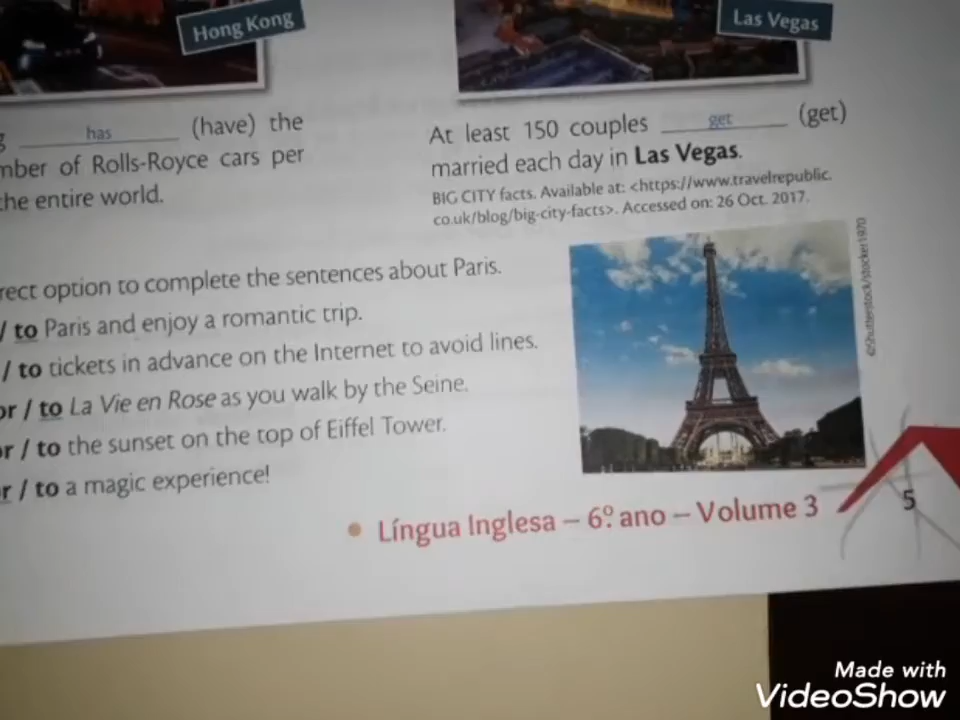 Hong Kong
Las Vegas
has (have) the
mber of Rolls-Royce cars per
the entire world.
At least 150 couples get (get)
married each day in Las Vegas.
BIG CITY facts. Available at: <https://www.travelrepublic.
co.uk/blog/big-city-facts>. Accessed on: 26 Oct. 2017.
rect option to complete the sentences about Paris.
/ to Paris and enjoy a romantic trip.
/ to tickets in advance on the Internet to avoid lines.
or / to La Vie en Rose as you walk by the Seine.
or / to the sunset on the top of Eiffel Tower.
r / to a magic experience!
©Shutterstock/stocker1970
• Língua Inglesa – 6º. ano – Volume 3
5
Made with
VideoShow